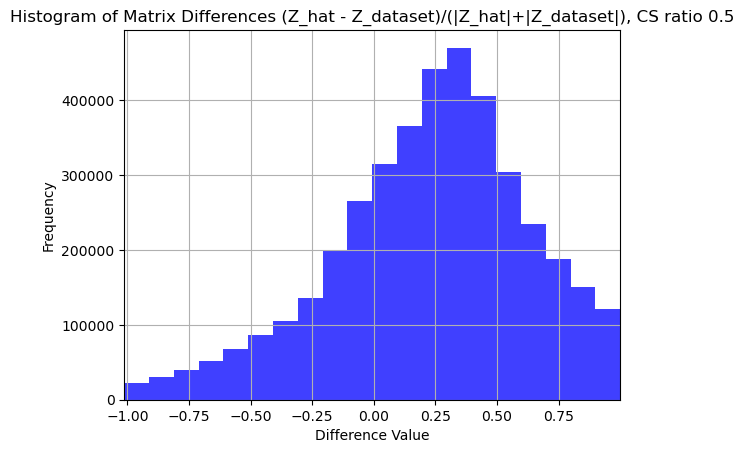 Histogram of Matrix Differences (Z_hat - Z_dataset)/(|Z_hat|+|Z_dataset|), CS ratio 0.5
400000
300000
200000
100000
0
Frequency
−1.00 −0.75 −0.50 −0.25 0.00 0.25 0.50 0.75
Difference Value